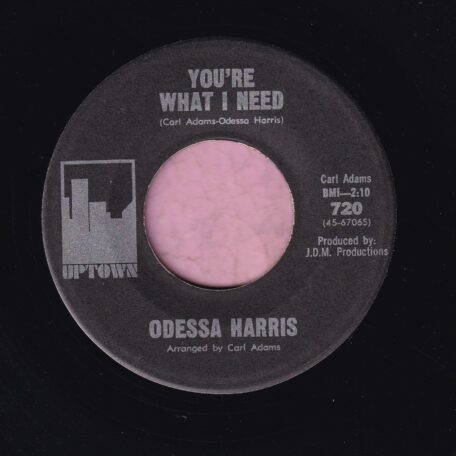 YOU'RE
WHAT I NEED
(Carl Adams-Odessa Harris)
Carl Adams
BMI—2:10
720
(45-67065)
Produced by:
J.D.M. Productions
UPTOWN
ODESSA HARRIS
Arranged by Carl Adams